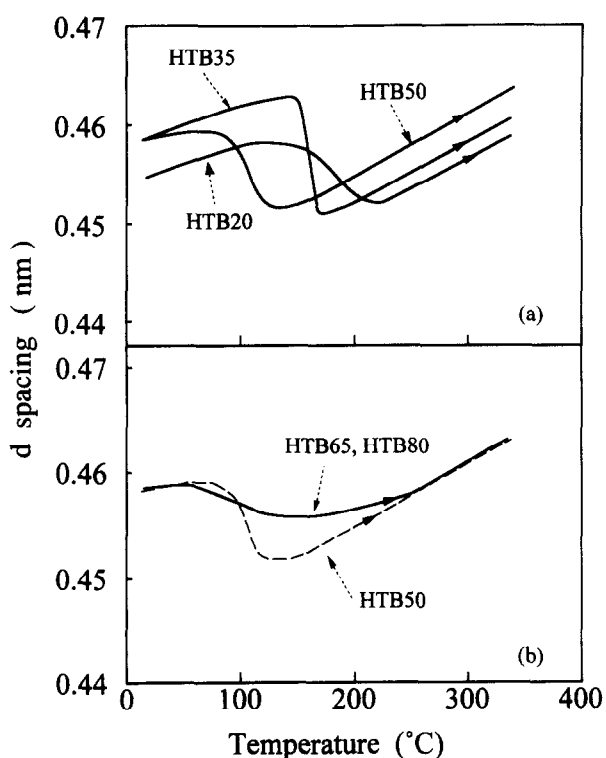 0.47
HTB35
HTB50
0.46
0.45
HTB20
(a)
0.44
d spacing ( nm )
0.47
HTB65, HTB80
0.46
0.45
HTB50
(b)
0.44
0
100
200
300
400
Temperature (°C)